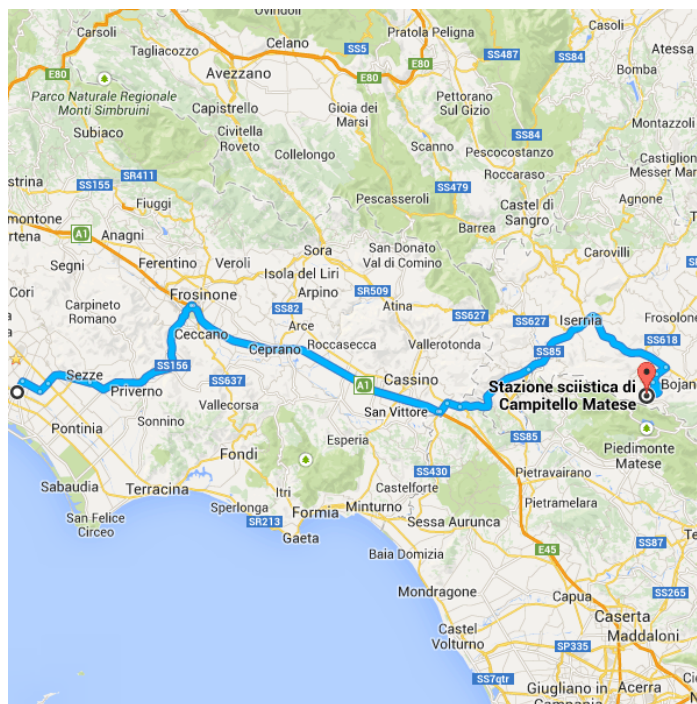 Ovindoli
Carsoli
Celano
SS5
Pratola Peligna
SS487
SS84
Casoli
Tagliacozzo
Atessa
E80
Avezzano
E80
E80
Bomba
Parco Naturale Regionale
Monti Simbruini
Capistrello
Gioia dei
Marsi
Pettorano
Sul Gizio
Montazzoli
Subiaco
Civitella
Roveto
Collelongo
Scanno
SS84
Pescocostanzo
Roccaraso
Castiglion
Messer Mar
strina
SS155
SR411
Fiuggi
Pescasseroli
SS479
Castel di
Sangro
Agnone
montone
A1
Anagni
Barrea
SS
rtena
Segni
Ferentino
Veroli
Sora
San Donato
Val di Comino
Carovilli
Cori
Carpineto
Romano
Frosinone
Isola del Liri
Arpino
SR509
Atina
SS82
Arce
SS627
SS627
Isernia
Frosolone
Ceccano
Ceprano
Roccasecca
Vallerotonda
SS85
SS618
Sezze
SS156
SS637
A1
Cassino
Stazione sciistica di
Campitello Matese
Bojano
Priverno
Vallecorsa
San Vittore
Pontinia
Sonnino
Esperia
SS85
Piedimonte
Matese
Fondi
SS430
Pietravairano
Sabaudia
Terracina
Itri
Castelforte
Pietramelara
San Felice
Circeo
Sperlonga
SR213
Formia
Minturno
Gaeta
Sessa Aurunca
Te
SS87
E45
Baia Domizia
Mondragone
Capua
SS265
Caserta
Maddaloni
Castel
Volturno
SP335
SS7qtr
Acerra
Giugliano in
Campania